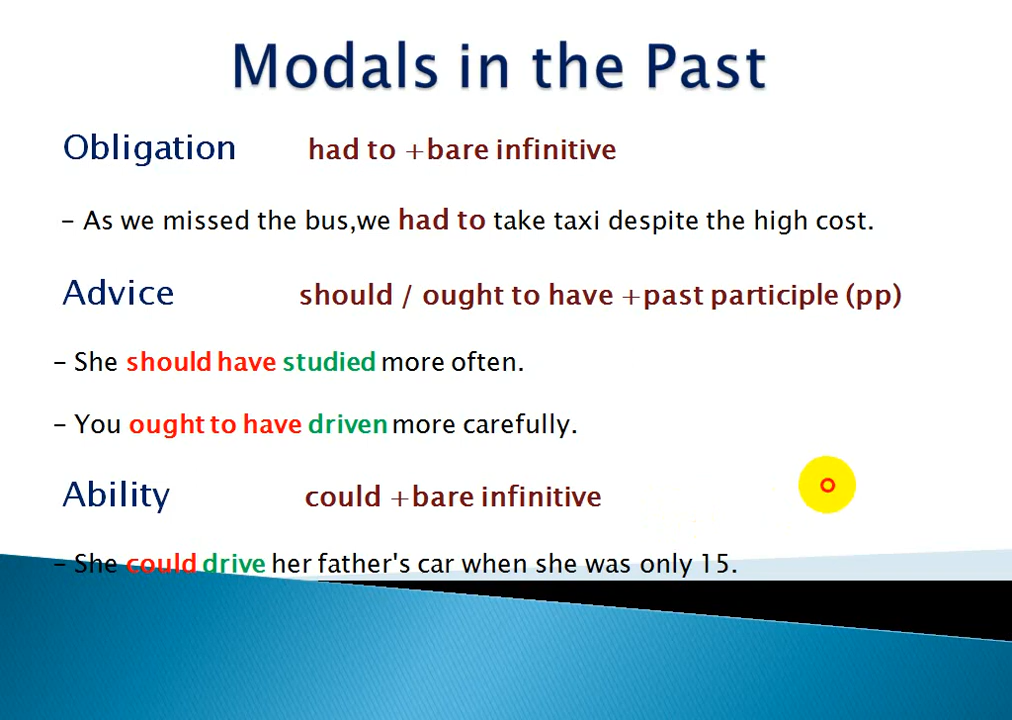 Modals in the Past
Obligation had to +bare infinitive
- As we missed the bus,we had to take taxi despite the high cost.
Advice should / ought to have +past participle (pp)
- She should have studied more often.
- You ought to have driven more carefully.
Ability could +bare infinitive
- She could drive her father's car when she was only 15.